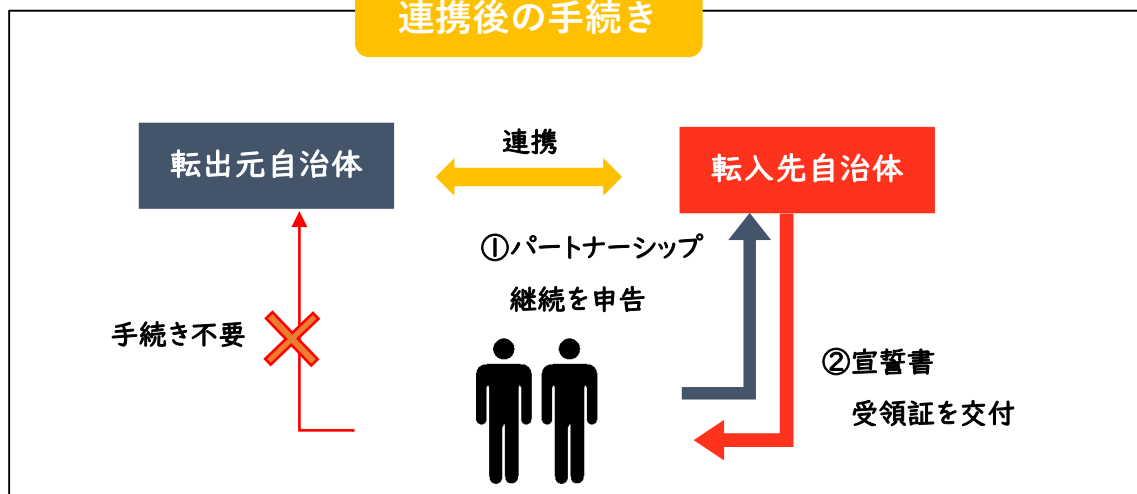 連携後の手続き
転出元自治体
連携
転入先自治体
①パートナーシップ
継続を申告
手続き不要
②宣誓書
受領証を交付